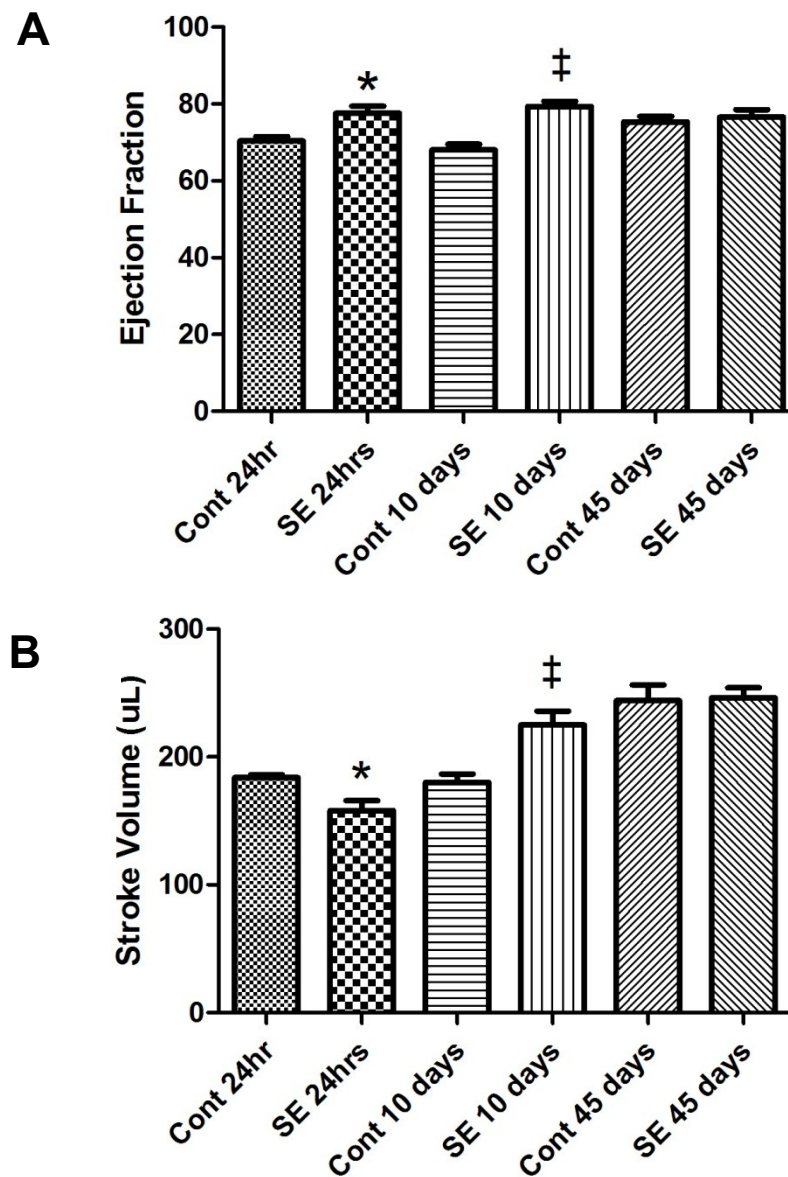 A
Ejection Fraction
100
80
60
40
20
0
*
‡
Cont 24hr
SE 24hrs
Cont 10 days
SE 10 days
Cont 45 days
SE 45 days
B
Stroke Volume (uL)
300
200
100
0
*
‡
Cont 24hr
SE 24hrs
Cont 10 days
SE 10 days
Cont 45 days
SE 45 days